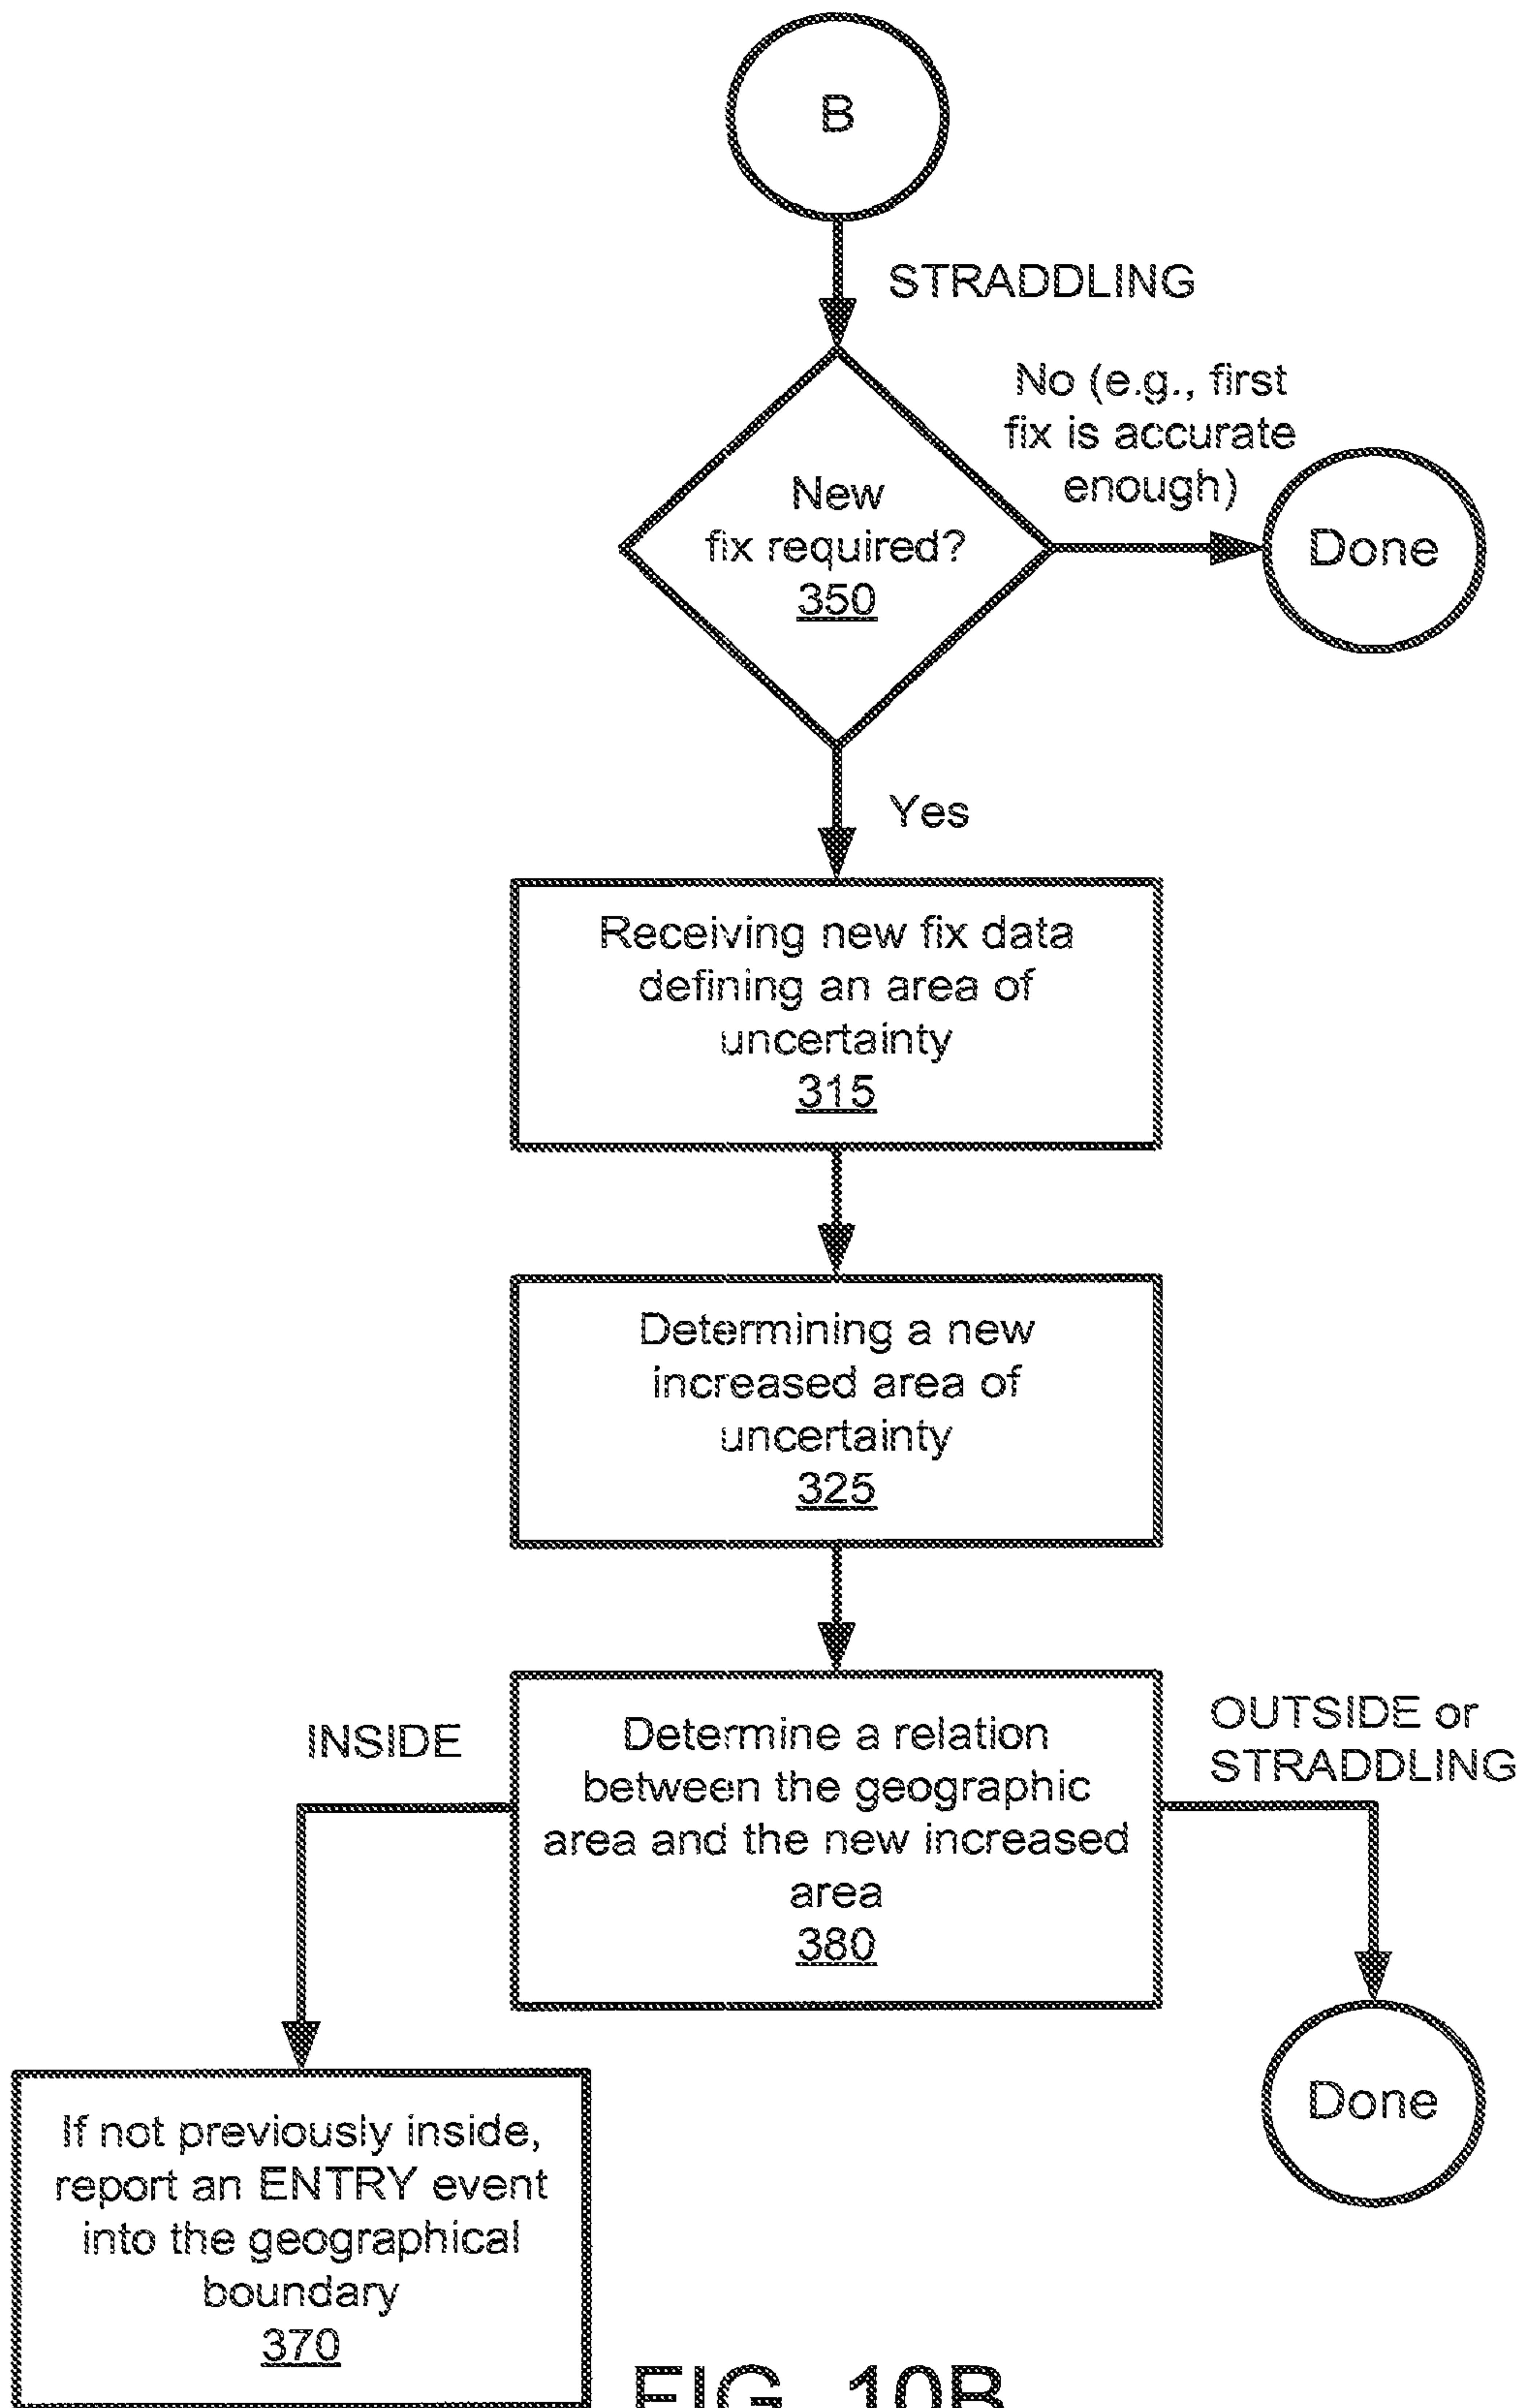 B
STRADDLING
No (e.g., first
fix is accurate
enough)
New
fix required?
350
Done
Yes
Receiving new fix data
defining an area of
uncertainty
315
Determining a new
increased area of
uncertainty
325
INSIDE
Determine a relation
between the geographic
area and the new increased
area
380
OUTSIDE or
STRADDLING
Done
If not previously inside,
report an ENTRY event
into the geographical
boundary
370
FIG. 10B